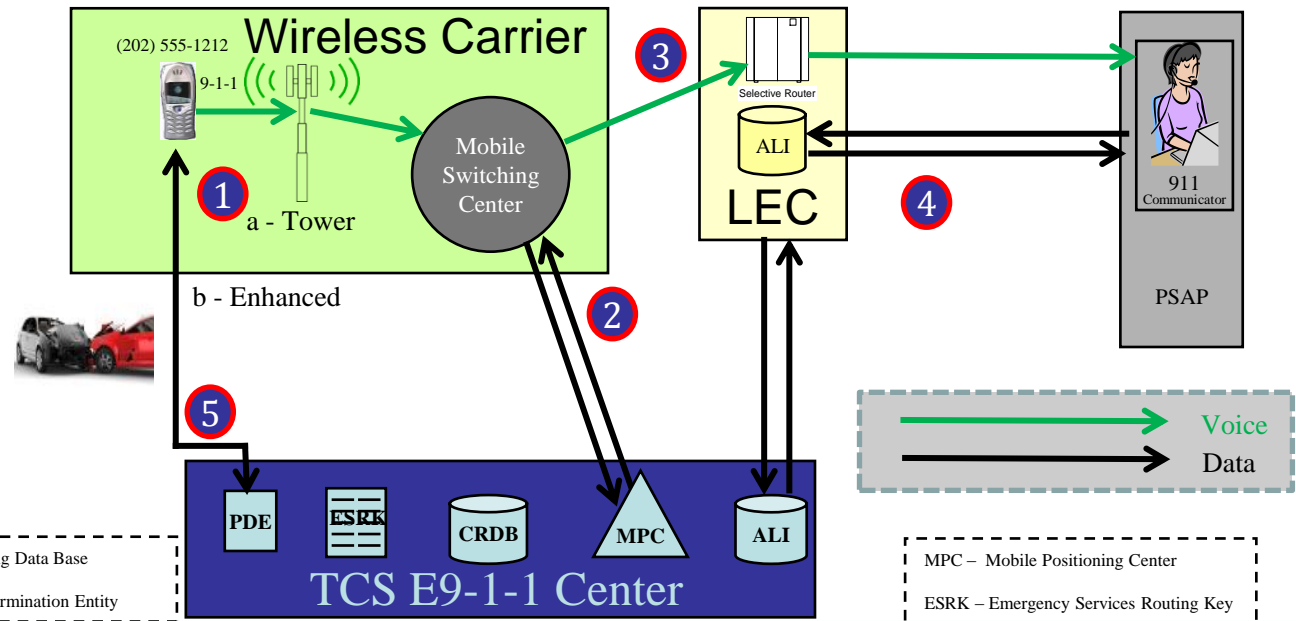 (202) 555-1212
Wireless Carrier
9-1-1
3
Selective Router
Mobile
Switching
Center
ALI
LEC
1
a - Tower
4
911
Communicator
PSAP
b - Enhanced
2
5
Voice
Data
PDE
ESRK
CRDB
MPC
ALI
TCS E9-1-1 Center
g Data Base
rmination Entity
MPC – Mobile Positioning Center
ESRK – Emergency Services Routing Key